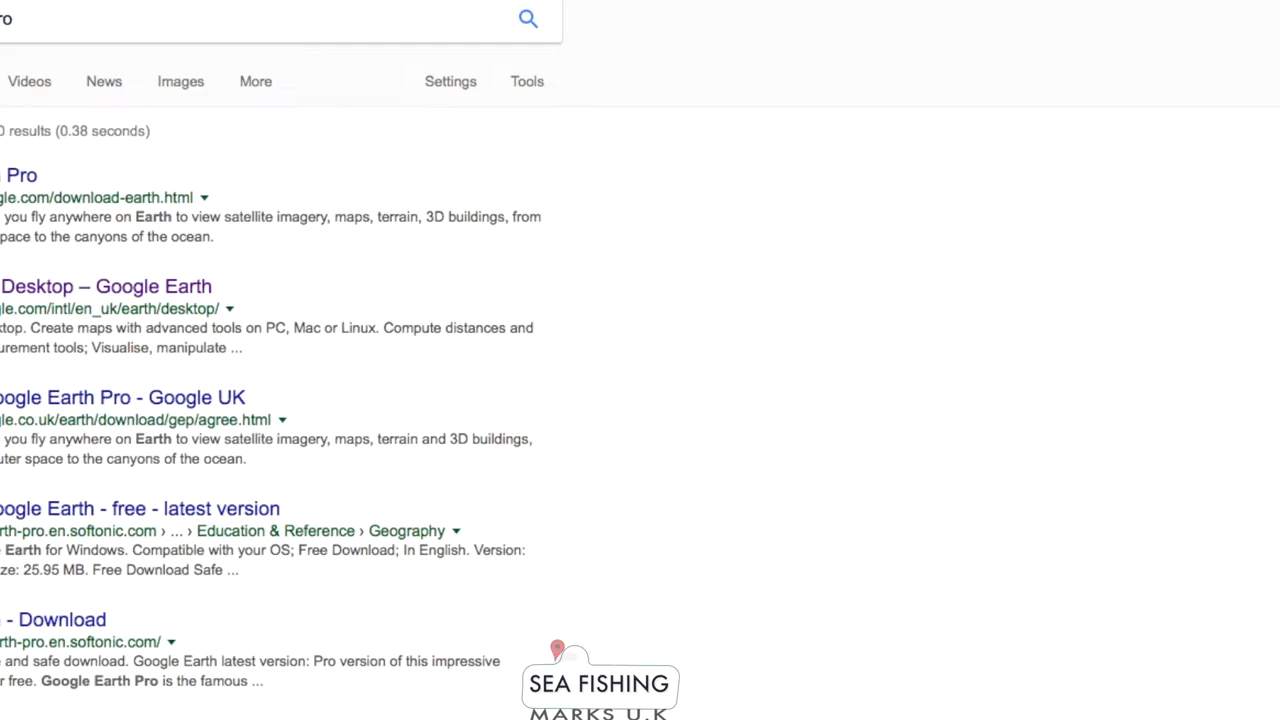 ro
Videos News Images More Settings Tools
0 results (0.38 seconds)
Pro
gle.com/download-earth.html
you fly anywhere on Earth to view satellite imagery, maps, terrain, 3D buildings, from
pace to the canyons of the ocean.
Desktop – Google Earth
gle.com/intl/en_uk/earth/desktop/
ktop. Create maps with advanced tools on PC, Mac or Linux. Compute distances and
urement tools; Visualise, manipulate ...
oogle Earth Pro - Google UK
gle.co.uk/earth/download/gep/agree.html
you fly anywhere on Earth to view satellite imagery, maps, terrain and 3D buildings,
uter space to the canyons of the ocean.
oogle Earth - free - latest version
rth-pro.en.softonic.com › ... › Education & Reference › Geography
Earth for Windows. Compatible with your OS; Free Download; In English. Version:
ze: 25.95 MB. Free Download Safe ...
- Download
rth-pro.en.softonic.com/
and safe download. Google Earth latest version: Pro version of this impressive
r free. Google Earth Pro is the famous ...
SEA FISHING
MARKS U.K